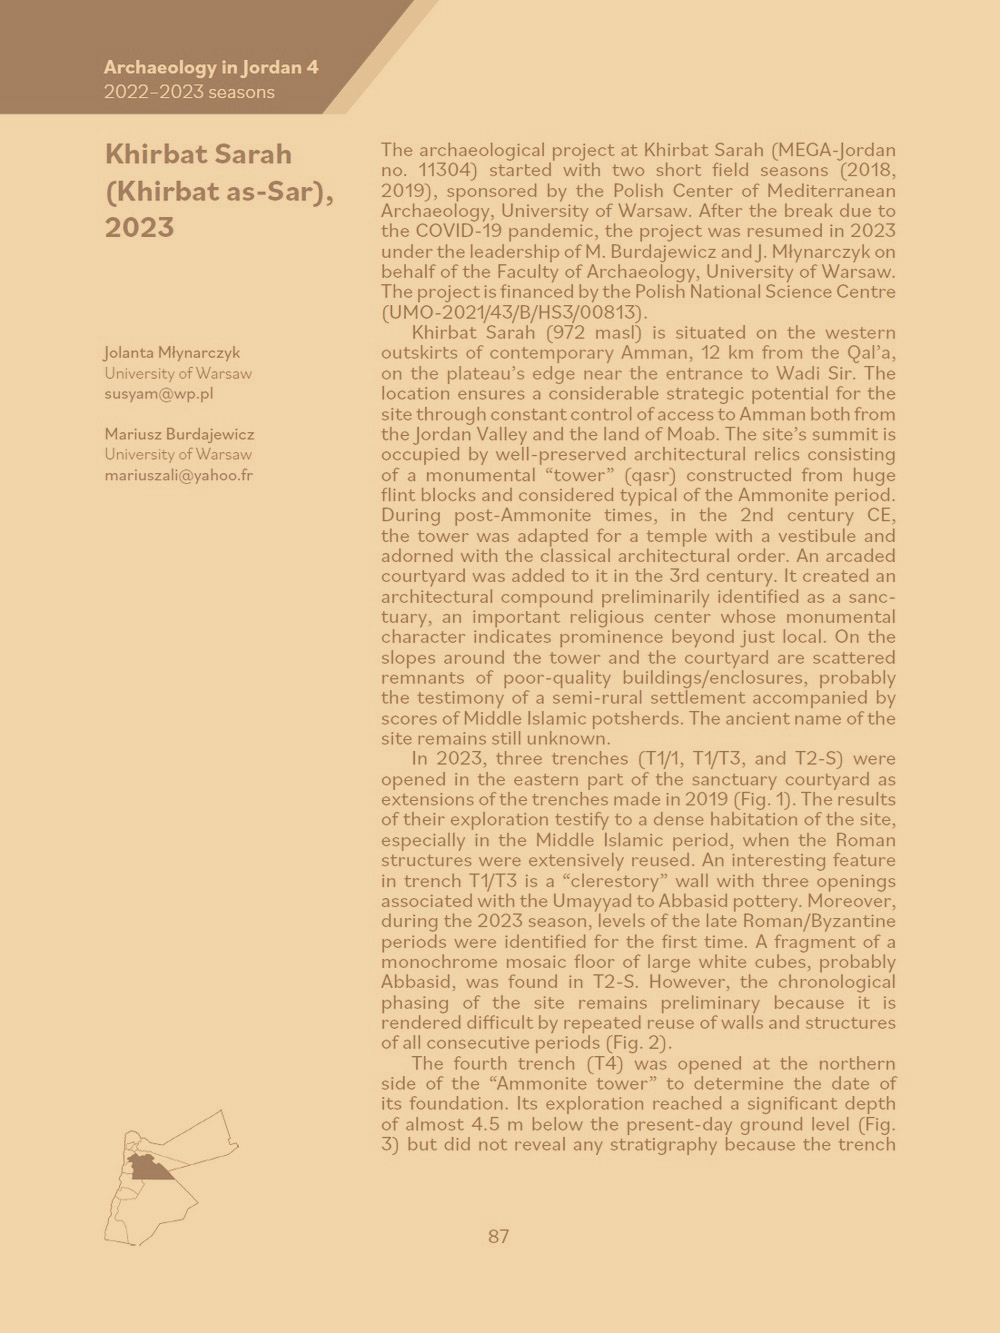 Archaeology in Jordan 4
2022–2023 seasons
Khirbat Sarah
(Khirbat as-Sar),
2023
Jolanta Młynarczyk
University of Warsaw
susyam@wp.pl
Mariusz Burdajewicz
University of Warsaw
mariuszali@yahoo.fr
The archaeological project at Khirbat Sarah (MEGA-Jordan
no. 11304) started with two short field seasons (2018,
2019), sponsored by the Polish Center of Mediterranean
Archaeology, University of Warsaw. After the break due to
the COVID-19 pandemic, the project was resumed in 2023
under the leadership of M. Burdajewicz and J. Młynarczyk on
behalf of the Faculty of Archaeology, University of Warsaw.
The project is financed by the Polish National Science Centre
(UMO-2021/43/B/HS3/00813).
Khirbat Sarah (972 masl) is situated on the western
outskirts of contemporary Amman, 12 km from the Qal’a,
on the plateau’s edge near the entrance to Wadi Sir. The
location ensures a considerable strategic potential for the
site through constant control of access to Amman both from
the Jordan Valley and the land of Moab. The site’s summit is
occupied by well-preserved architectural relics consisting
of a monumental “tower” (qasr) constructed from huge
flint blocks and considered typical of the Ammonite period.
During post-Ammonite times, in the 2nd century CE,
the tower was adapted for a temple with a vestibule and
adorned with the classical architectural order. An arcaded
courtyard was added to it in the 3rd century. It created an
architectural compound preliminarily identified as a sanc-
tuary, an important religious center whose monumental
character indicates prominence beyond just local. On the
slopes around the tower and the courtyard are scattered
remnants of poor-quality buildings/enclosures, probably
the testimony of a semi-rural settlement accompanied by
scores of Middle Islamic potsherds. The ancient name of the
site remains still unknown.
In 2023, three trenches (T1/1, T1/T3, and T2-S) were
opened in the eastern part of the sanctuary courtyard as
extensions of the trenches made in 2019 (Fig. 1). The results
of their exploration testify to a dense habitation of the site,
especially in the Middle Islamic period, when the Roman
structures were extensively reused. An interesting feature
in trench T1/T3 is a “clerestory” wall with three openings
associated with the Umayyad to Abbasid pottery. Moreover,
during the 2023 season, levels of the late Roman/Byzantine
periods were identified for the first time. A fragment of a
monochrome mosaic floor of large white cubes, probably
Abbasid, was found in T2-S. However, the chronological
phasing of the site remains preliminary because it is
rendered difficult by repeated reuse of walls and structures
of all consecutive periods (Fig. 2).
The fourth trench (T4) was opened at the northern
side of the “Ammonite tower” to determine the date of
its foundation. Its exploration reached a significant depth
of almost 4.5 m below the present-day ground level (Fig.
3) but did not reveal any stratigraphy because the trench
87